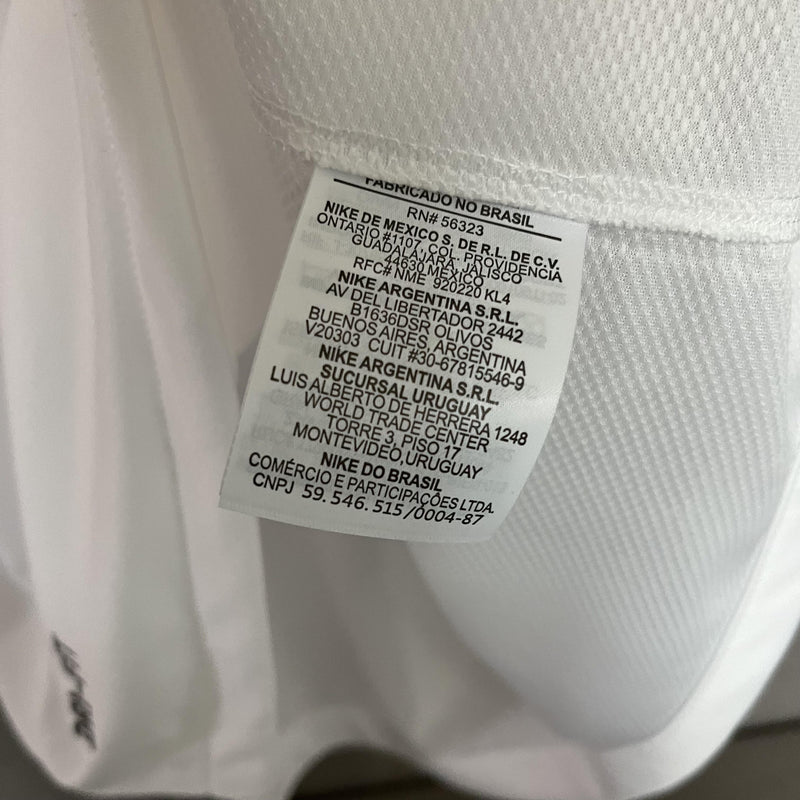 FABRICADO NO BRASIL
RN# 56323
NIKE DE MEXICO S. DE R.L. DE C.V.
ONTARIO #1107, COL. PROVIDENCIA
GUADALAJARA, JALISCO
44630 MEXICO
RFC# NME 920220 KL4
NIKE ARGENTINA S.R.L.
AV DEL LIBERTADOR 2442
B1636DSR OLIVOS
BUENOS AIRES, ARGENTINA
V20303 CUIT #30-67815546-9
NIKE ARGENTINA S.R.L.
SUCURSAL URUGUAY
LUIS ALBERTO DE HERRERA 1248
WORLD TRADE CENTER
TORRE 3, PISO 17
MONTEVIDEO, URUGUAY
NIKE DO BRASIL
COMÉRCIO E PARTICIPAÇÕES LTDA.
CNPJ 59.546.515/0004-87
DRI-FIT